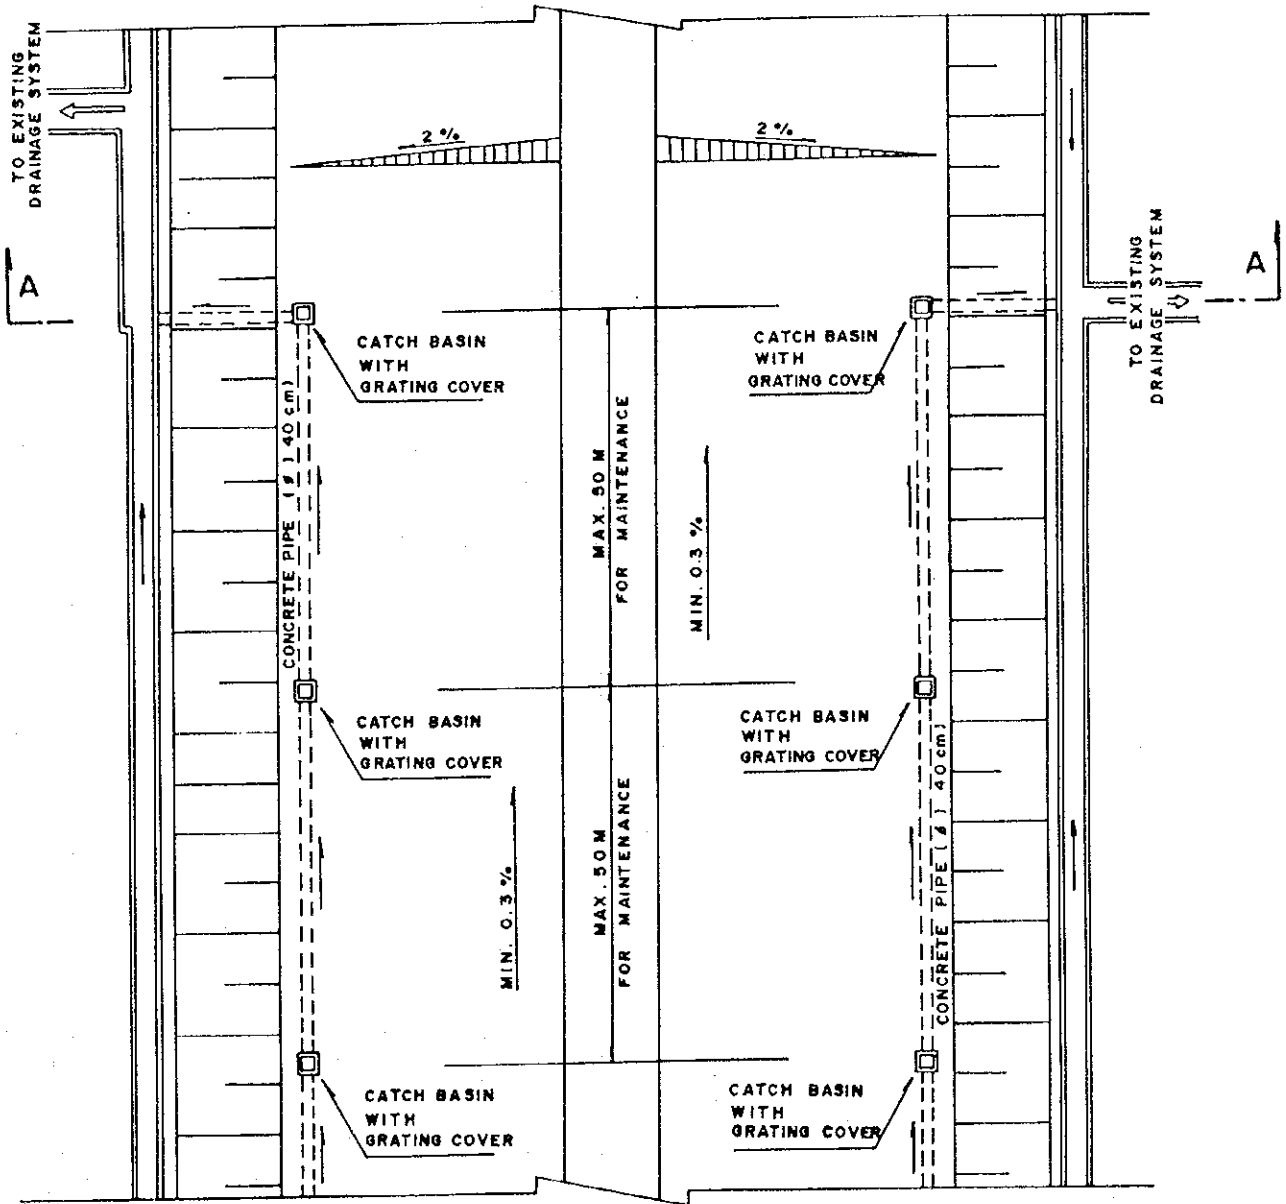 TO EXISTING
DRAINAGE SYSTEM
2 %
2 %
A
A
TO EXISTING
DRAINAGE SYSTEM
CATCH BASIN
WITH
GRATING COVER
CATCH BASIN
WITH
GRATING COVER
CONCRETE PIPE (ø) 40 cm)
MAX. 50 M
FOR MAINTENANCE
MIN. 0.3 %
CATCH BASIN
WITH
GRATING COVER
CATCH BASIN
WITH
GRATING COVER
MIN. 0.3 %
MAX. 50 M
FOR MAINTENANCE
CONCRETE PIPE (ø) 40 cm)
CATCH BASIN
WITH
GRATING COVER
CATCH BASIN
WITH
GRATING COVER